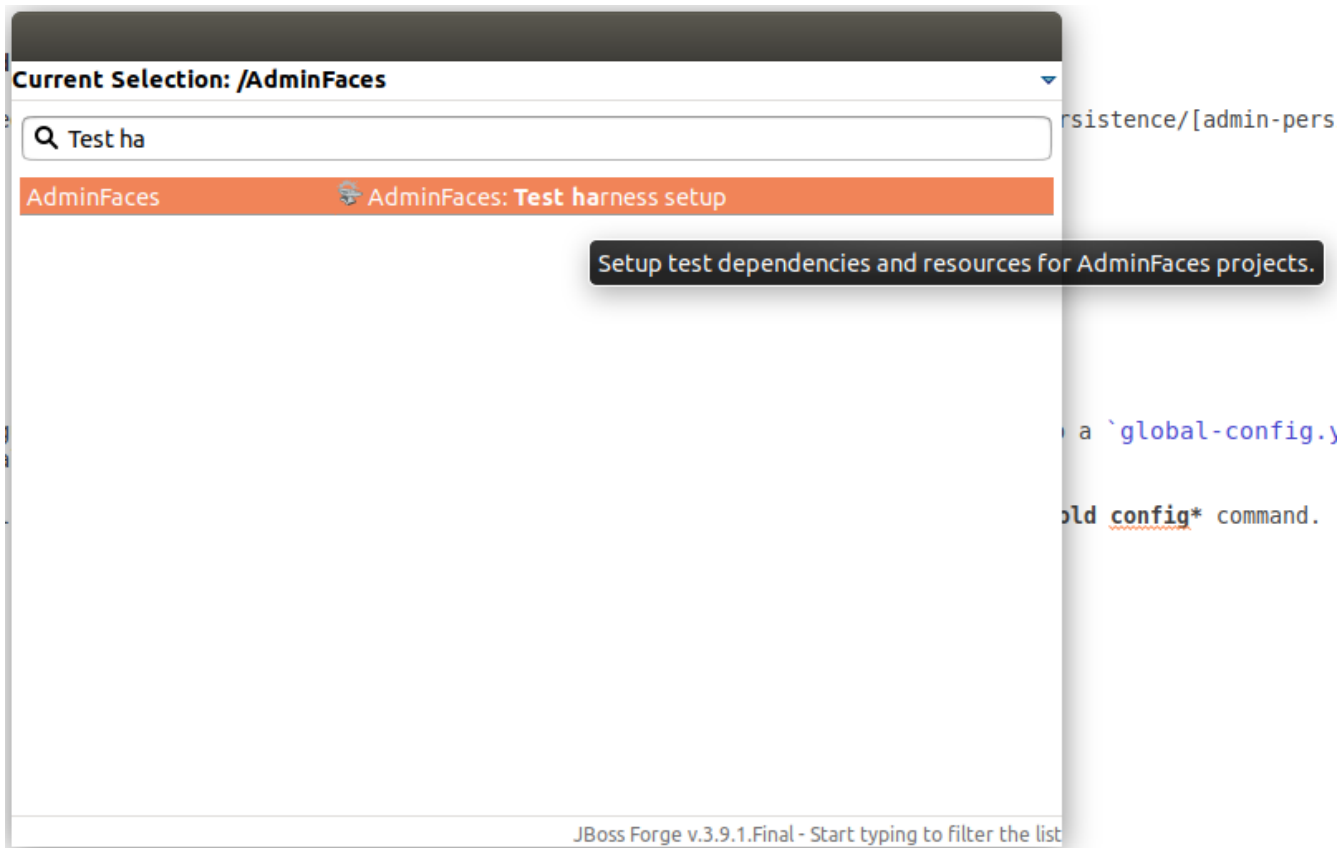 Current Selection: /AdminFaces
rsistence/[admin-pers
Test ha
AdminFaces AdminFaces: Test harness setup
Setup test dependencies and resources for AdminFaces projects.
a `global-config.y
old config* command.
JBoss Forge v.3.9.1.Final - Start typing to filter the list